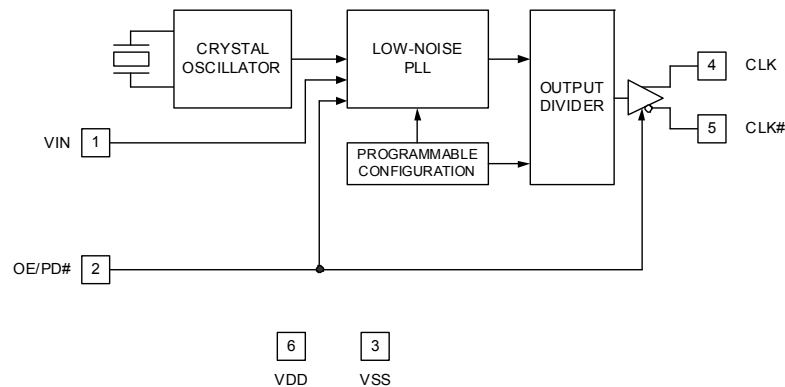 CRYSTAL
OSCILLATOR
LOW-NOISE
PLL
OUTPUT
DIVIDER
4 CLK
5 CLK#
VIN 1
PROGRAMMABLE
CONFIGURATION
OE/PD# 2
6 3
VDD VSS